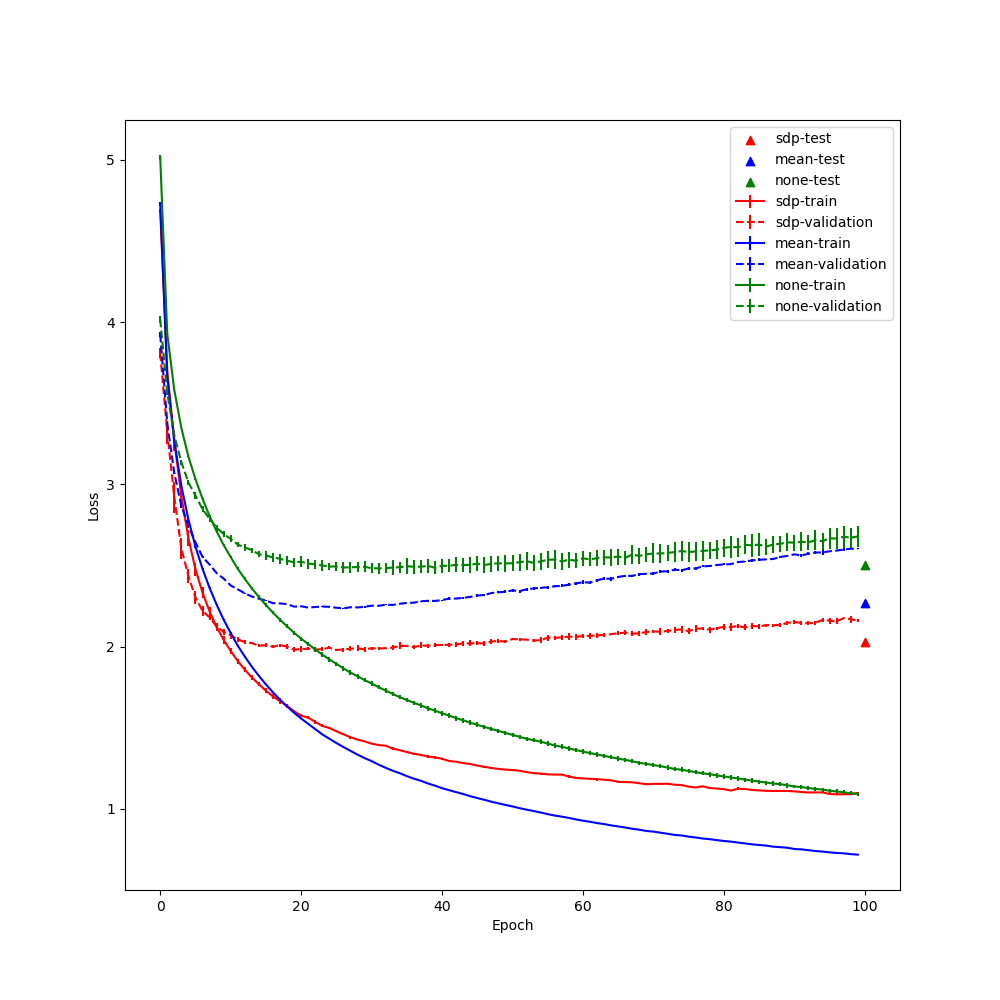 sdp-test
mean-test
none-test
sdp-train
sdp-validation
mean-train
mean-validation
none-train
none-validation
5
4
3
2
1
Loss
0 20 40 60 80 100
Epoch